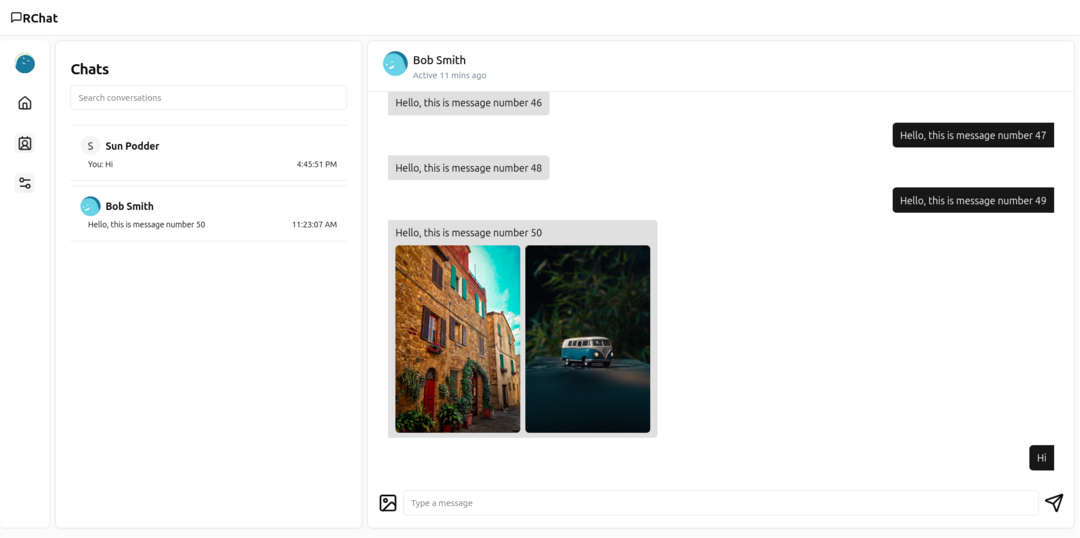 RChat
Chats
Search conversations
S
Sun Podder
You: Hi
4:45:51 PM
Bob Smith
Hello, this is message number 50
11:23:07 AM
Bob Smith
Active 11 mins ago
Hello, this is message number 46
Hello, this is message number 47
Hello, this is message number 48
Hello, this is message number 49
Hello, this is message number 50
Hi
Type a message